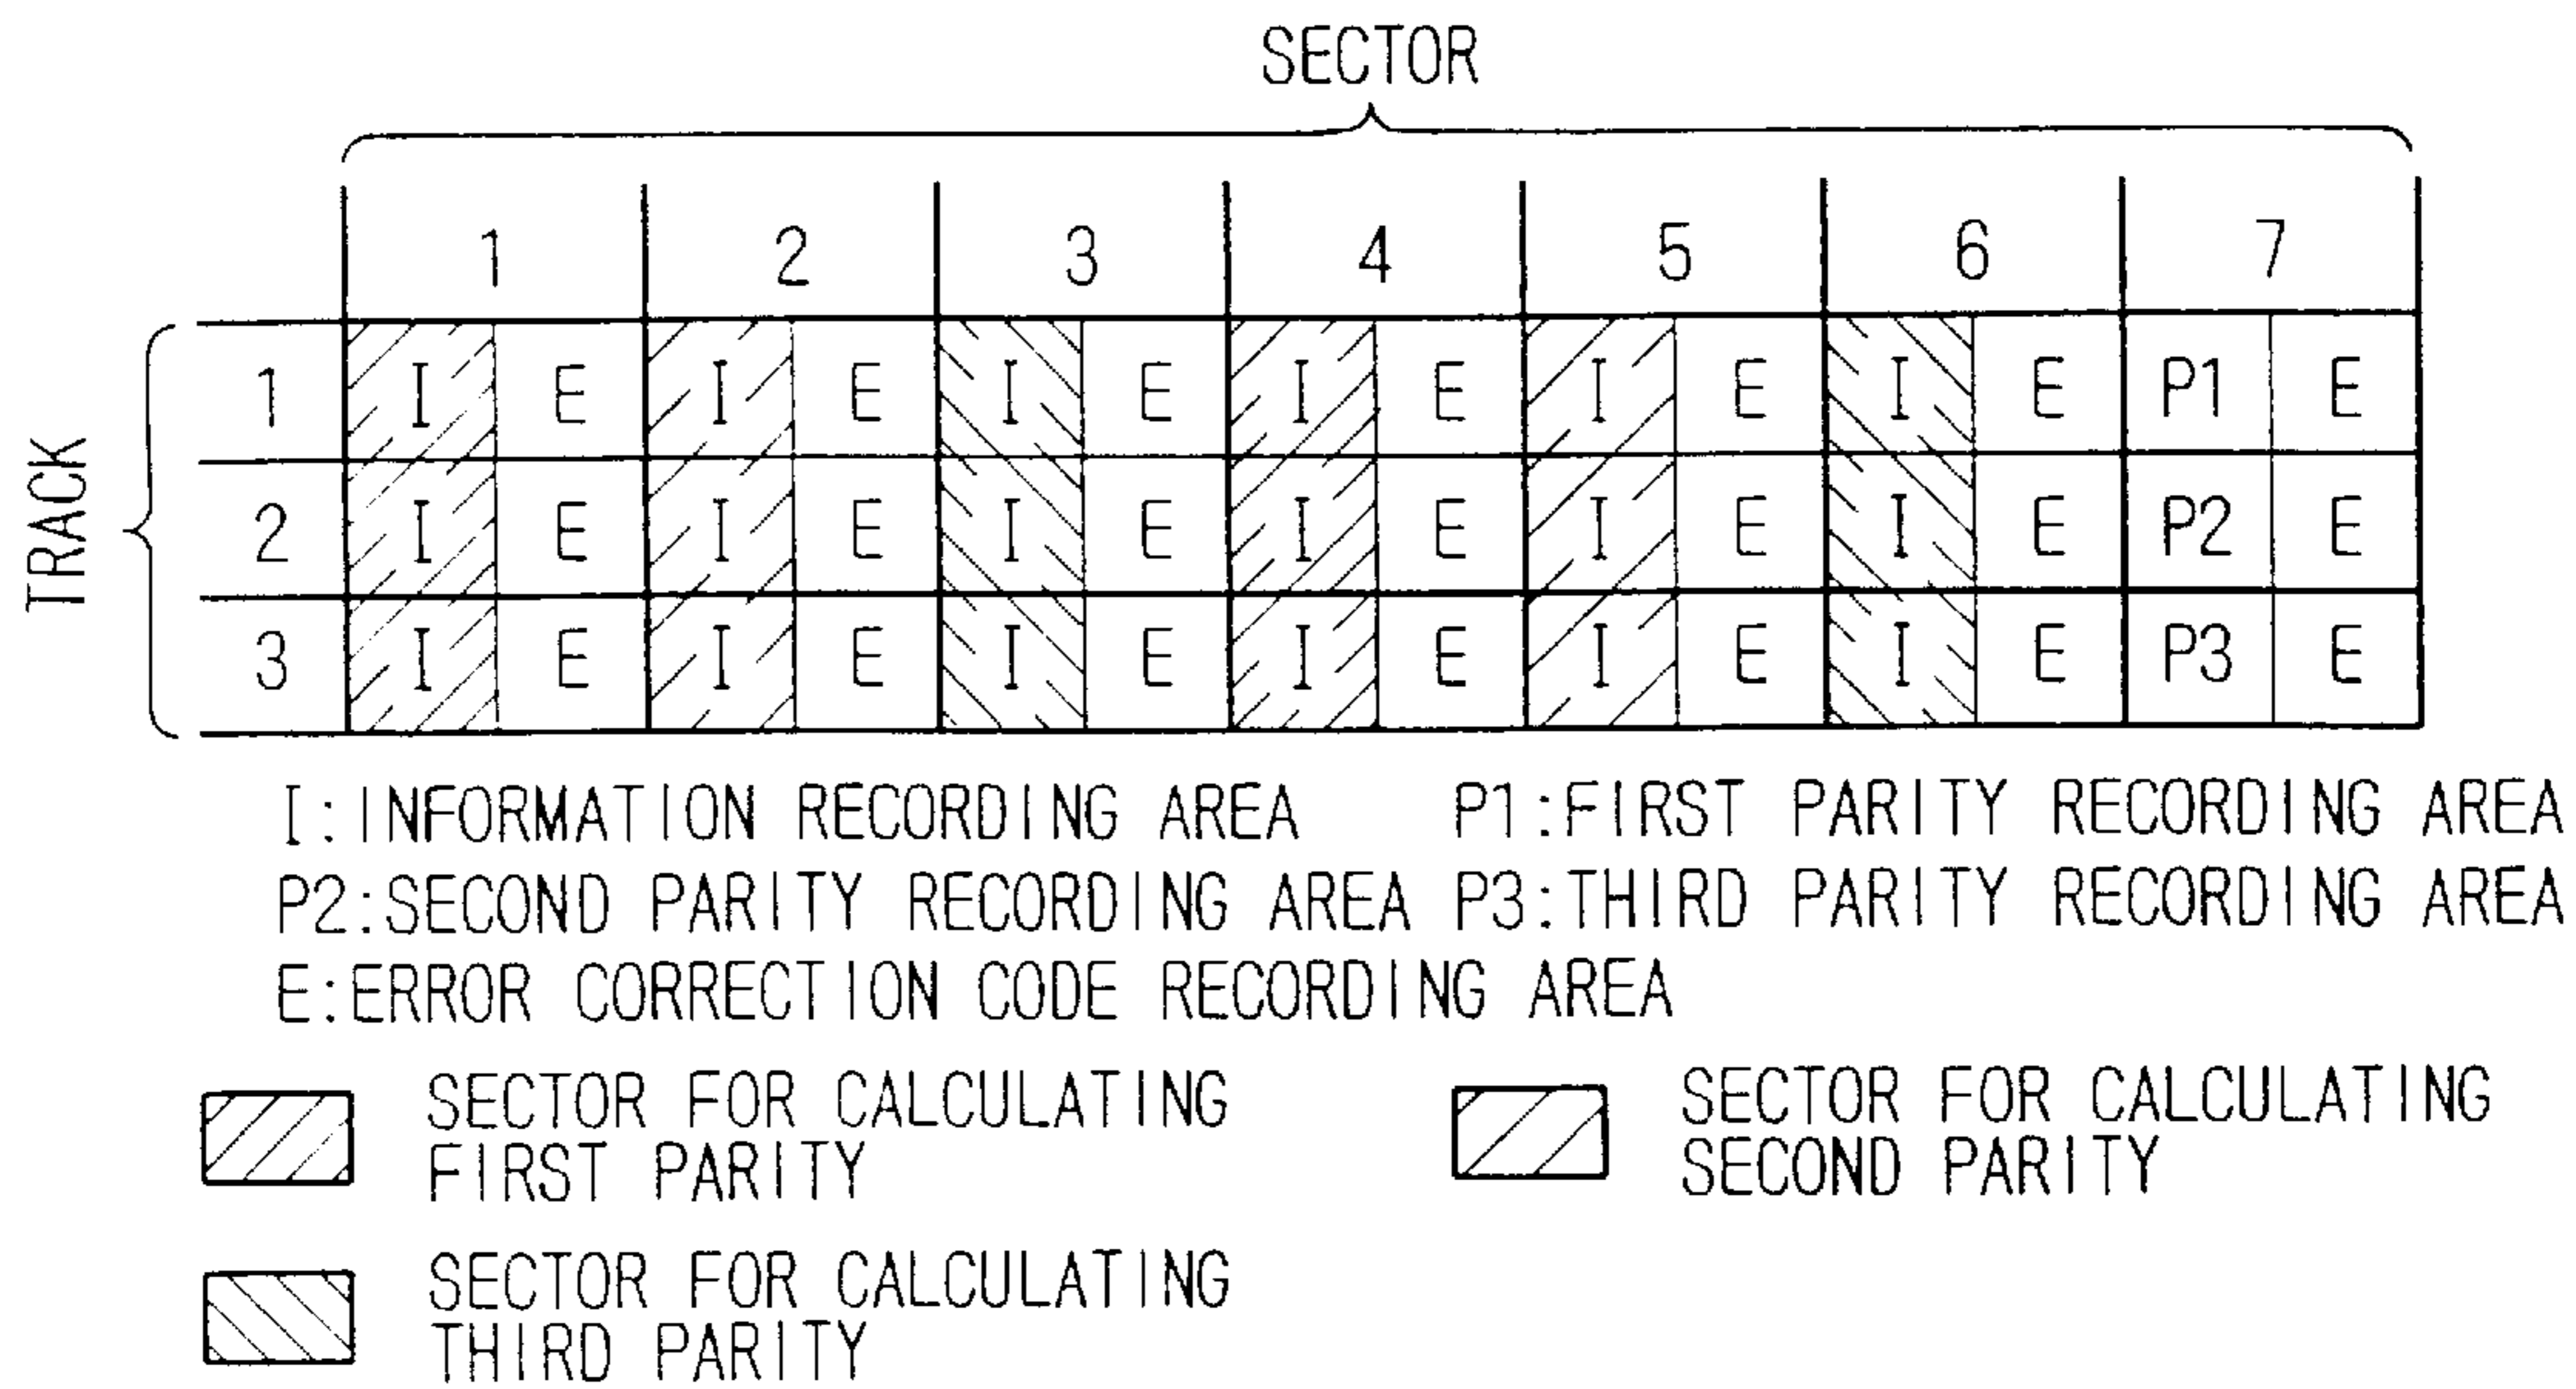 SECTOR
1 2 3 4 5 6 7
TRACK
1 I E I E I E I E I E I E P1 E
2 I E I E I E I E I E I E P2 E
3 I E I E I E I E I E I E P3 E
I:INFORMATION RECORDING AREA P1:FIRST PARITY RECORDING AREA
P2:SECOND PARITY RECORDING AREA P3:THIRD PARITY RECORDING AREA
E:ERROR CORRECTION CODE RECORDING AREA
SECTOR FOR CALCULATING
FIRST PARITY
SECTOR FOR CALCULATING
SECOND PARITY
SECTOR FOR CALCULATING
THIRD PARITY